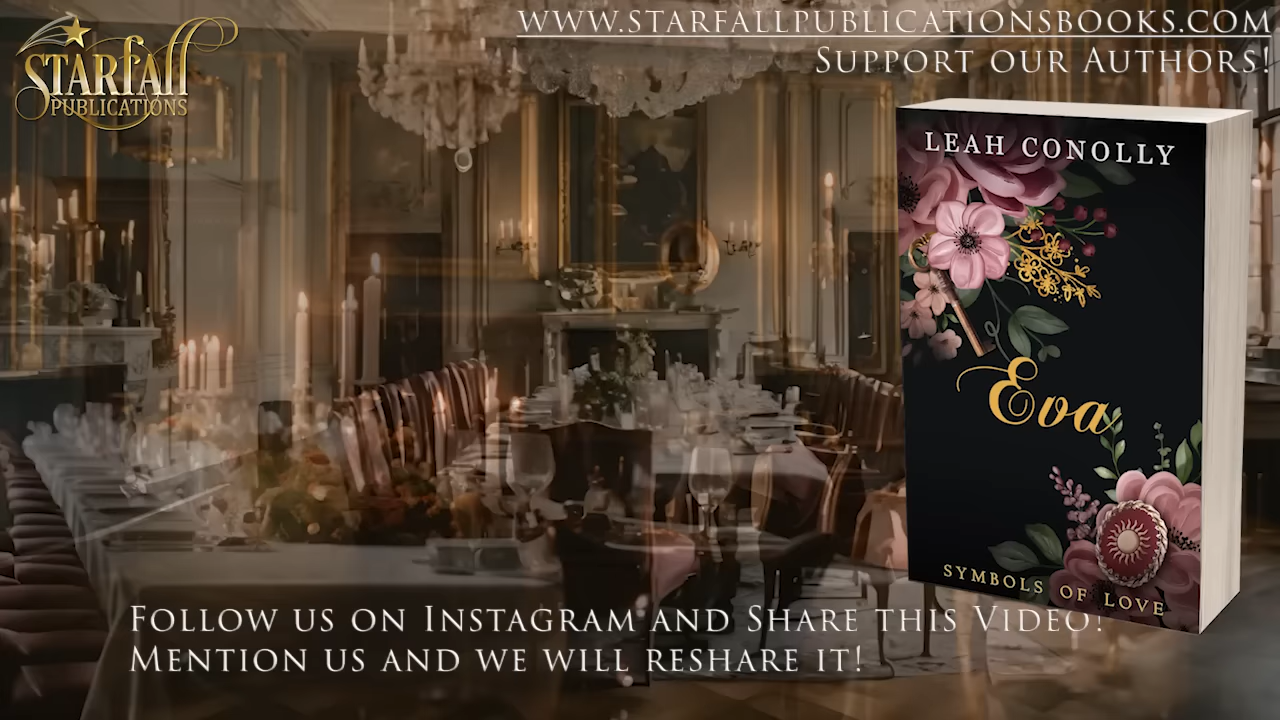 STARfall
PUBLICATIONS
WWW.STARFALLPUBLICATIONSBOOKS.COM
SUPPORT OUR AUTHORS!
LEAH CONOLLY
Eva
SYMBOLS OF LOVE
FOLLOW US ON INSTAGRAM AND SHARE THIS VIDEO!
MENTION US AND WE WILL RESHARE IT!